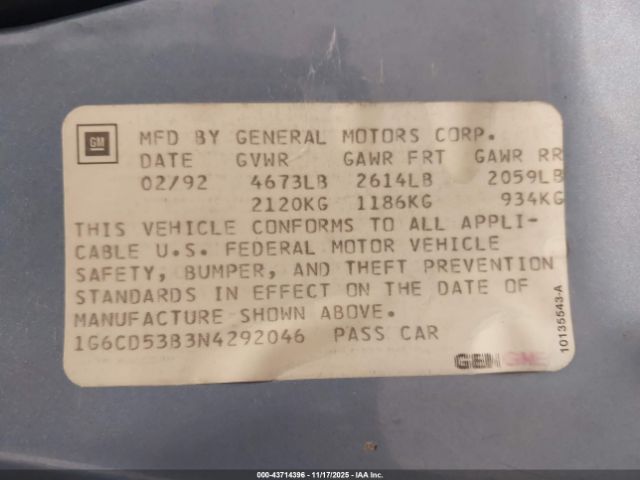 GM
MFD BY GENERAL MOTORS CORP.
DATE GVWR GAWR FRT GAWR RR
02/92 4673LB 2614LB 2059LB
2120KG 1186KG 934KG
THIS VEHICLE CONFORMS TO ALL APPLI-
CABLE U.S. FEDERAL MOTOR VEHICLE
SAFETY, BUMPER, AND THEFT PREVENTION
STANDARDS IN EFFECT ON THE DATE OF
MANUFACTURE SHOWN ABOVE.
1G6CD53B3N4292046 PASS CAR
10135543-A
000-43714396 - 11/17/2025 - IAA Inc.